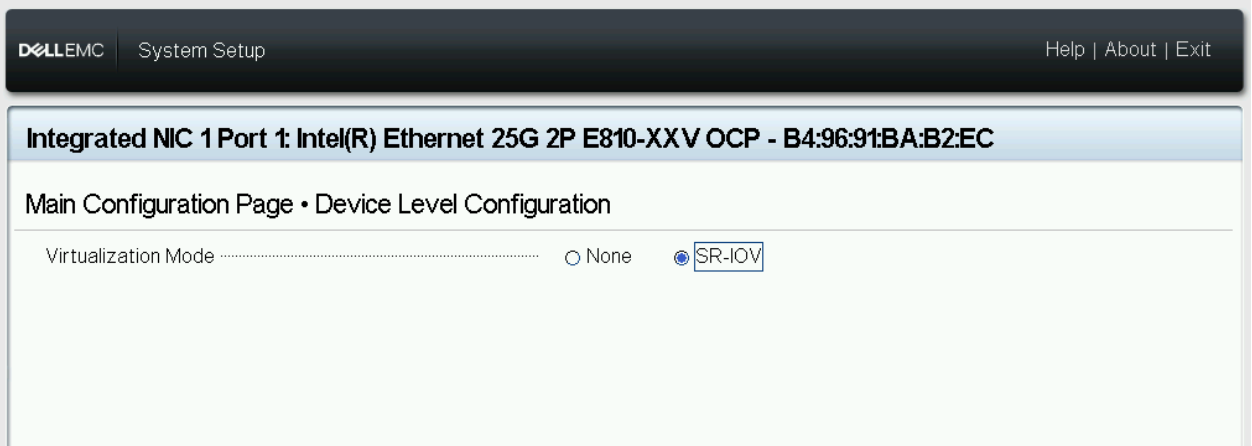 DELLEMC System Setup Help | About | Exit
Integrated NIC 1 Port 1: Intel(R) Ethernet 25G 2P E810-XXV OCP - B4:96:91:BA:B2:EC
Main Configuration Page • Device Level Configuration
Virtualization Mode None SR-IOV